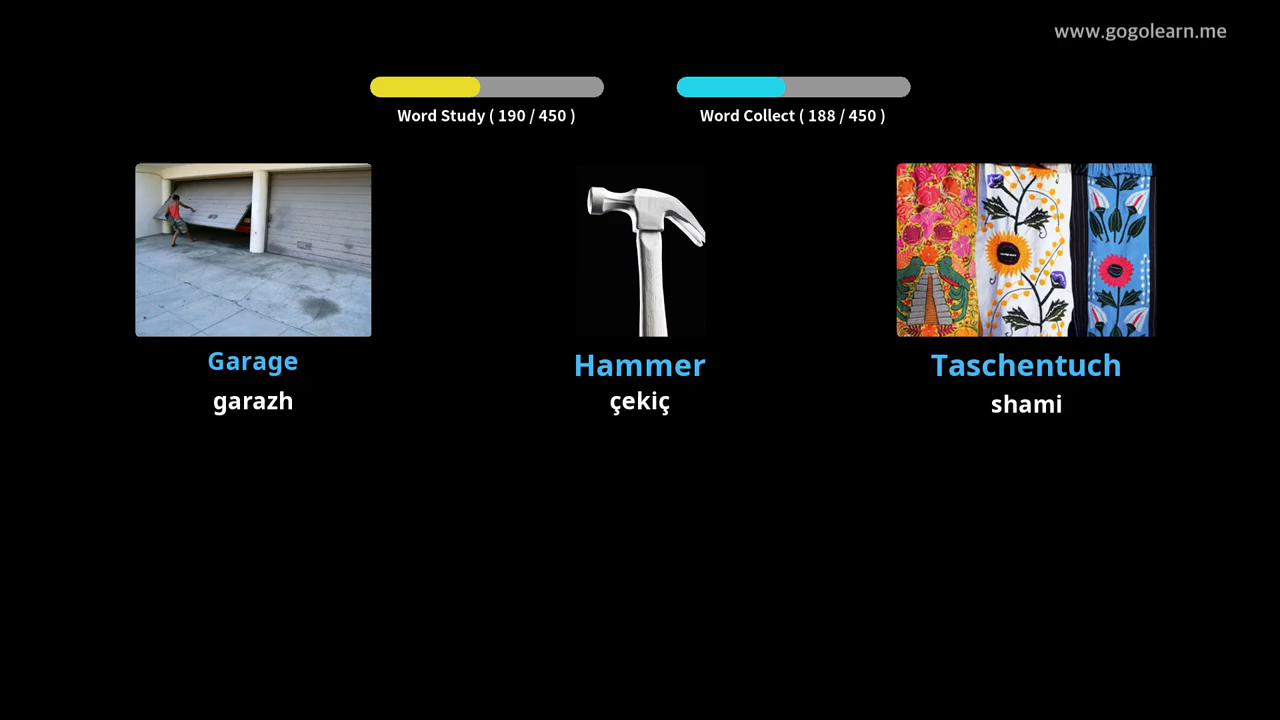 www.gogolearn.me
Word Study ( 190 / 450 )
Word Collect ( 188 / 450 )
Garage
Hammer
Taschentuch
garazh
çekiç
shami